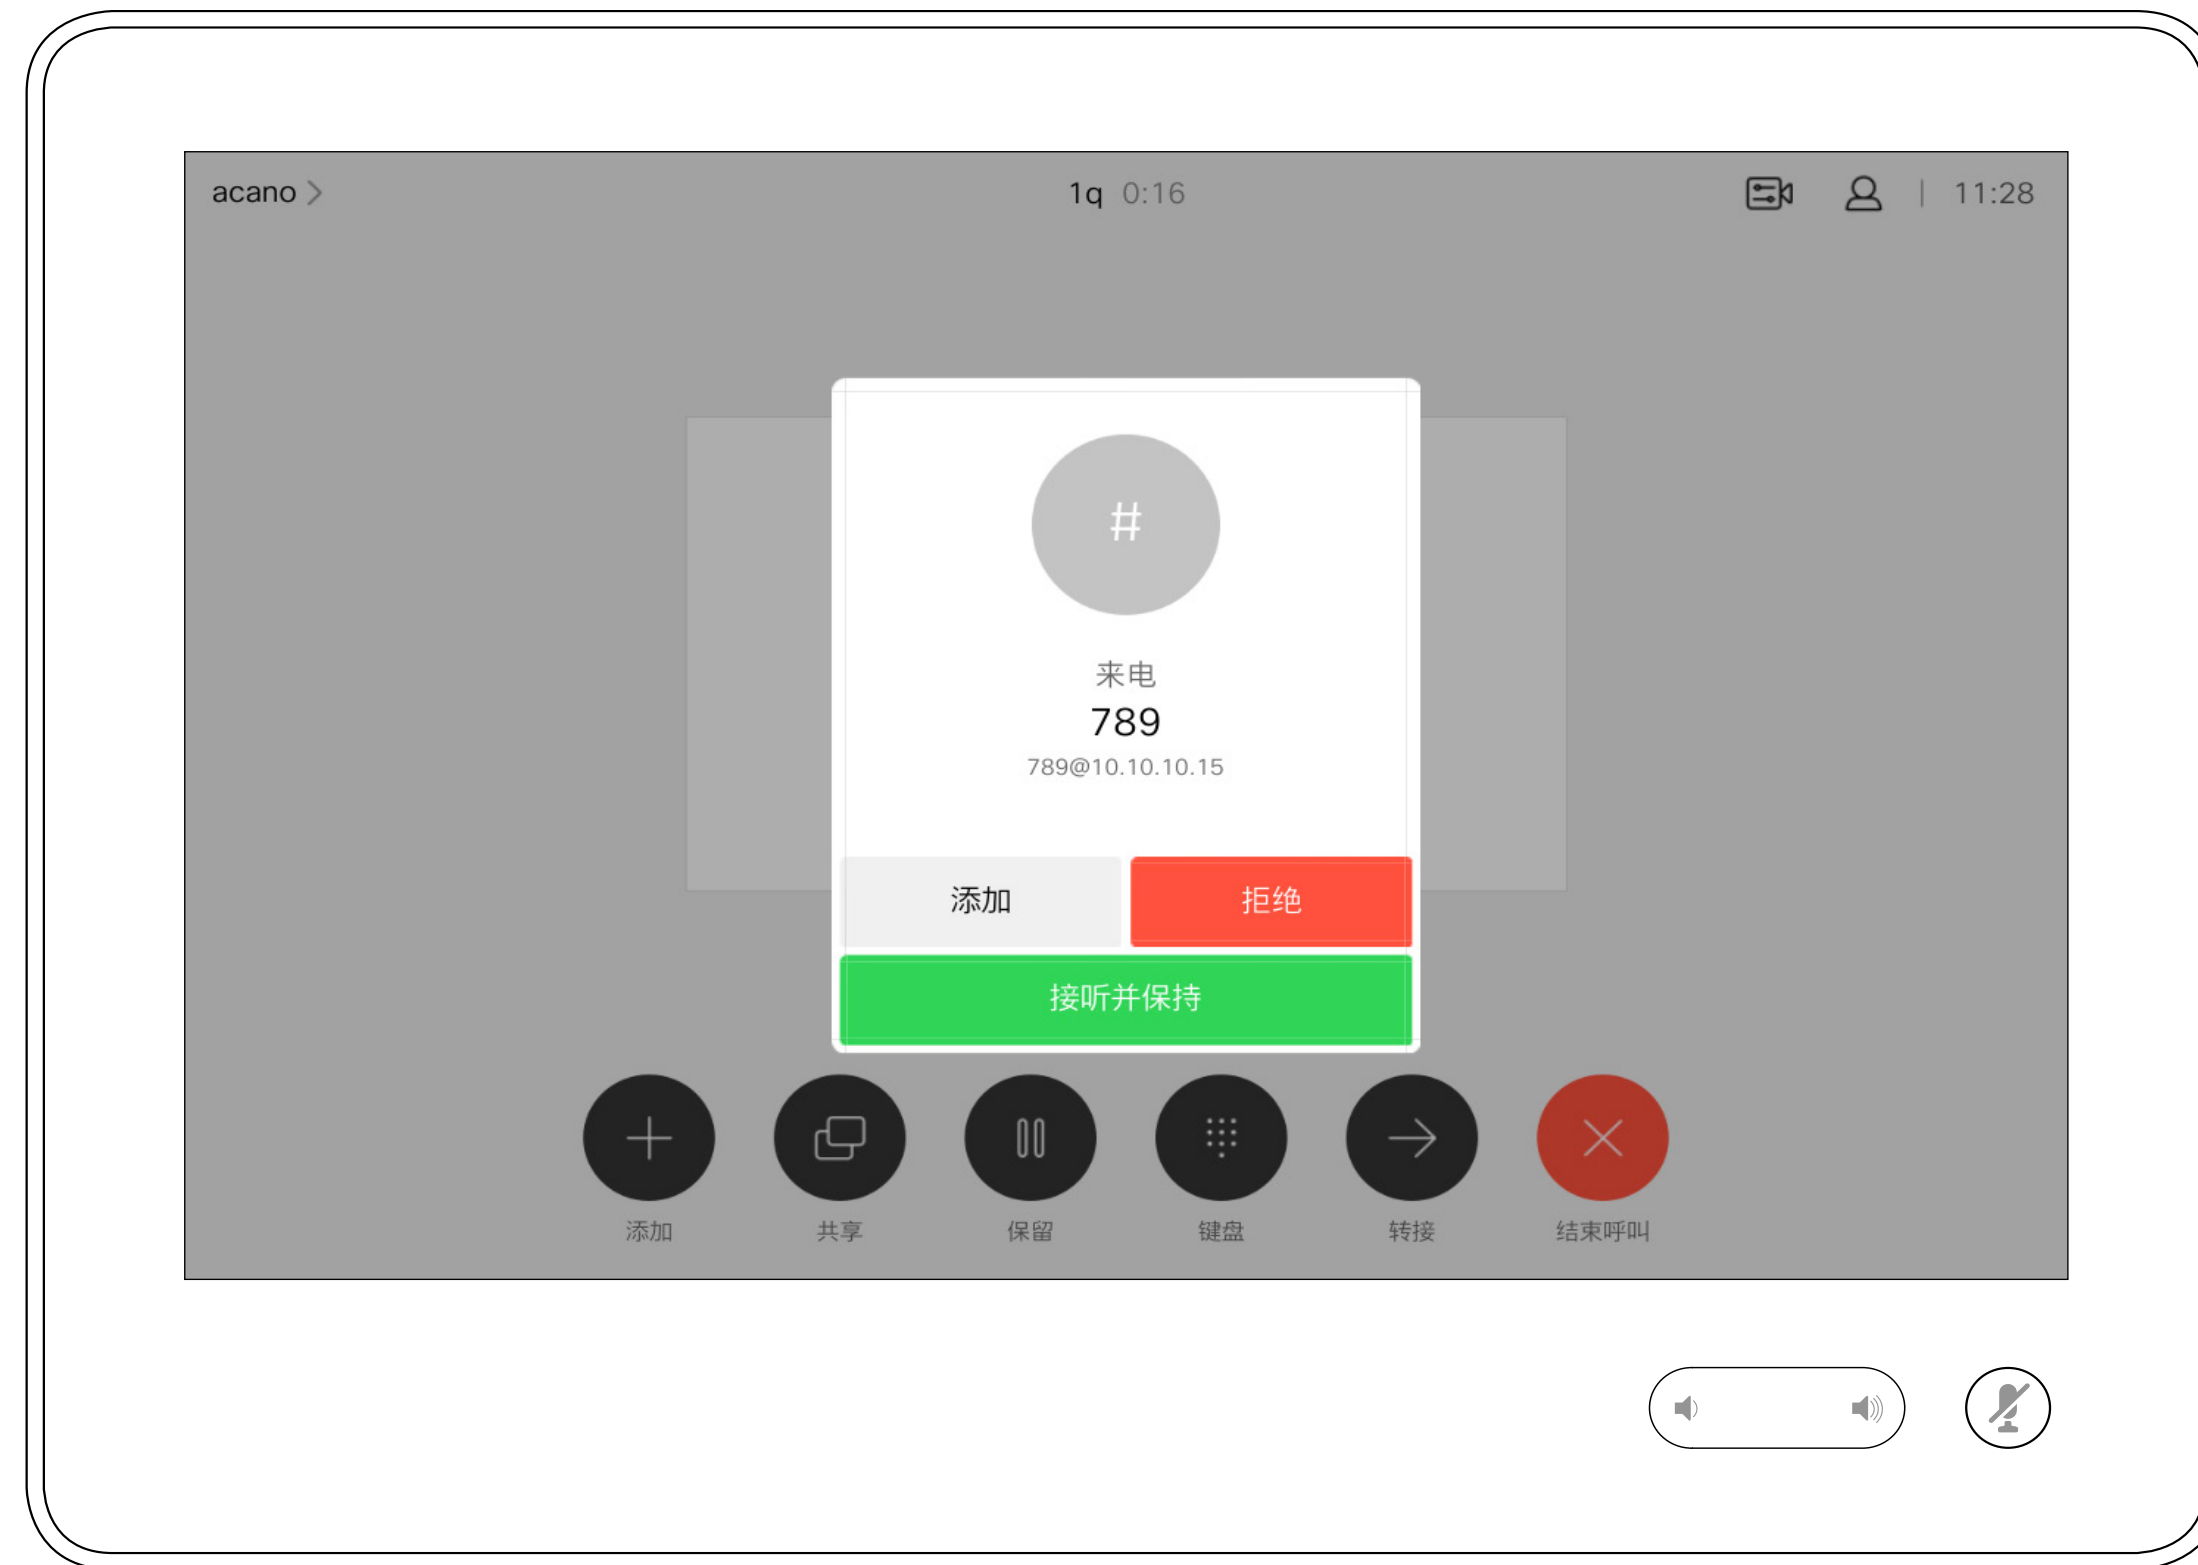 acano
1q 0:16
11:28
#
来电
789
789@10.10.10.15
添加
拒绝
接听并保持
添加
共享
保留
键盘
转接
结束呼叫